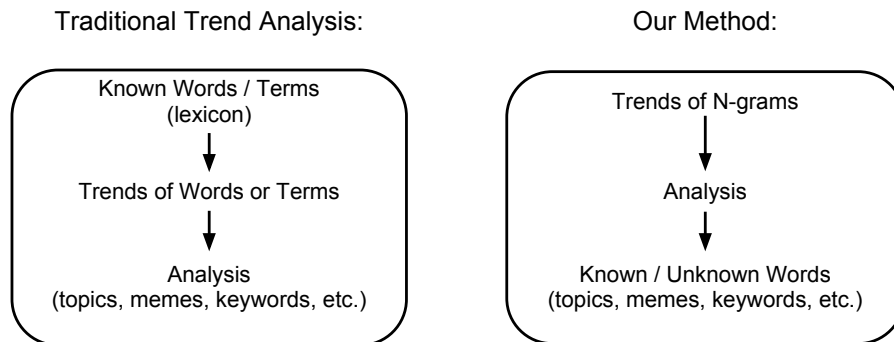 Traditional Trend Analysis:
Known Words / Terms
(lexicon)
Trends of Words or Terms
Analysis
(topics, memes, keywords, etc.)
Our Method:
Trends of N-grams
Analysis
Known / Unknown Words
(topics, memes, keywords, etc.)